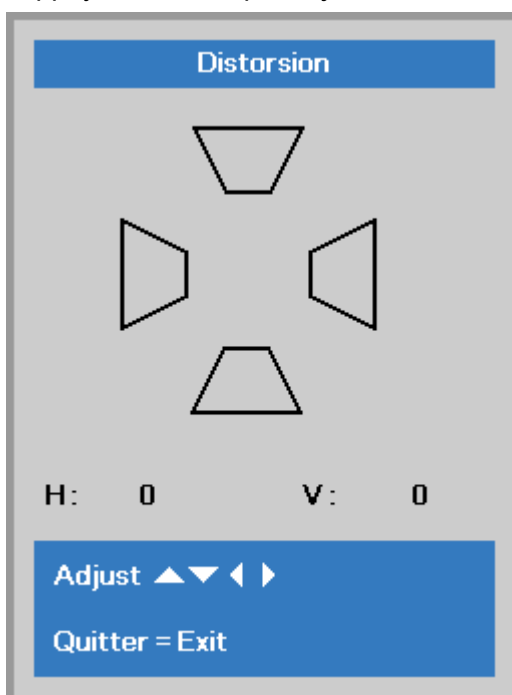 Distorsion
H: 0 V: 0
Adjust ▲▼◀ ▶
Quitter = Exit